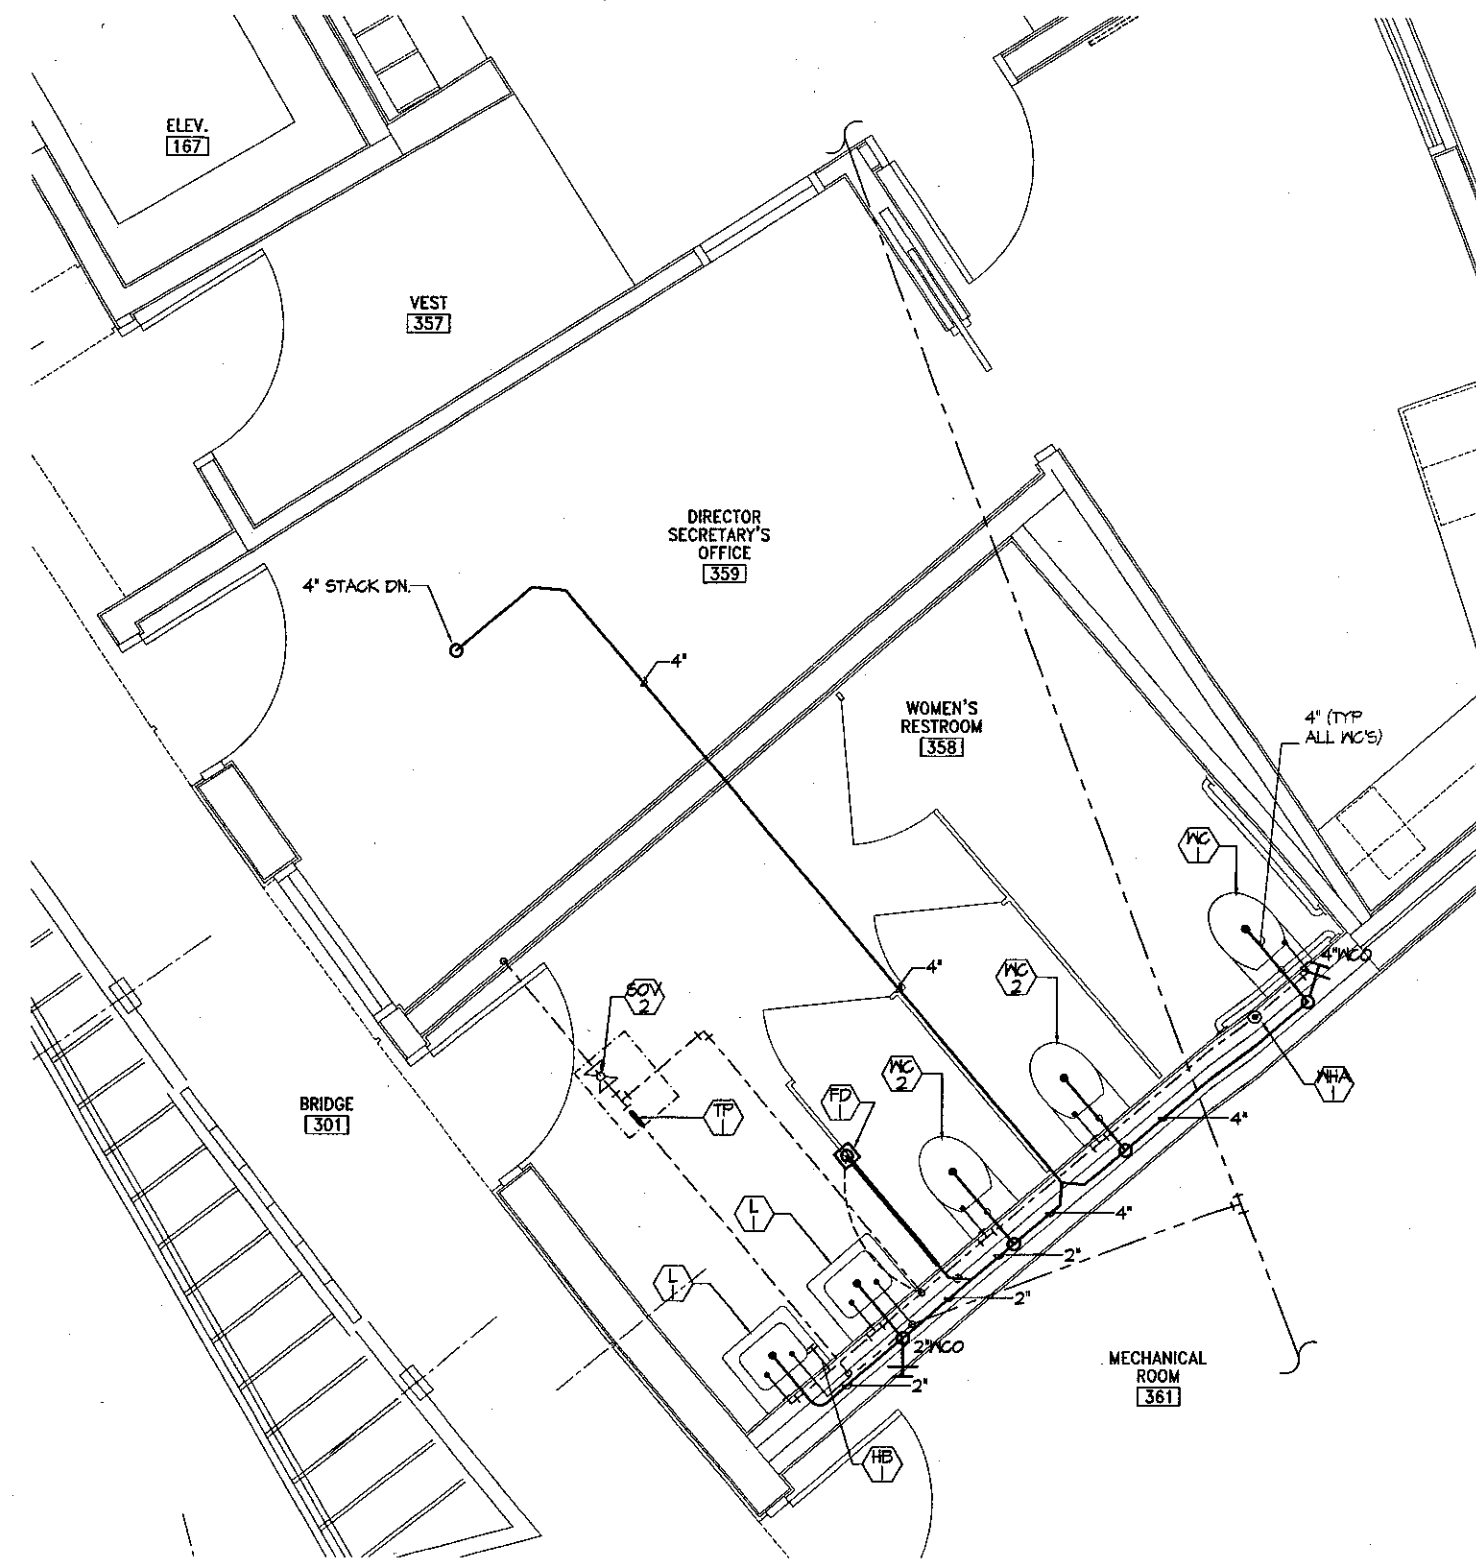 ELEV.
167
VEST
357
DIRECTOR
SECRETARY'S
OFFICE
359
4" STACK DN.
4"
WOMEN'S
RESTROOM
358
4" (TYP
ALL WC'S)
WC
1
4" WCO
4"
WC
2
SOV
2
WC
2
WHA
1
FD
1
TP
1
BRIDGE
301
4"
L
1
4"
2"
L
1
2"
2" WCO
2"
MECHANICAL
ROOM
361
HB
1